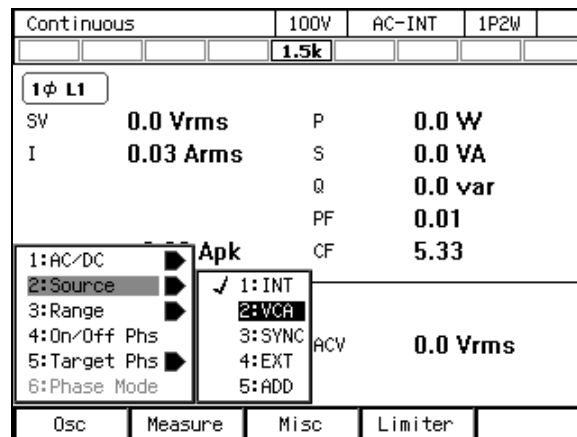 Continuous 100V AC-INT 1P2W
1.5k
1ϕ L1
SV 0.0 Vrms P 0.0 W
I 0.03 Arms S 0.0 VA
Q 0.0 var
PF 0.01
Apk CF 5.33
1:AC/DC
2:Source ✓ 1:INT
3:Range 2:VCA
4:On/Off Phs 3:SYNC ACV 0.0 Vrms
5:Target Phs 4:EXT
6:Phase Mode 5:ADD
Osc Measure Misc Limiter